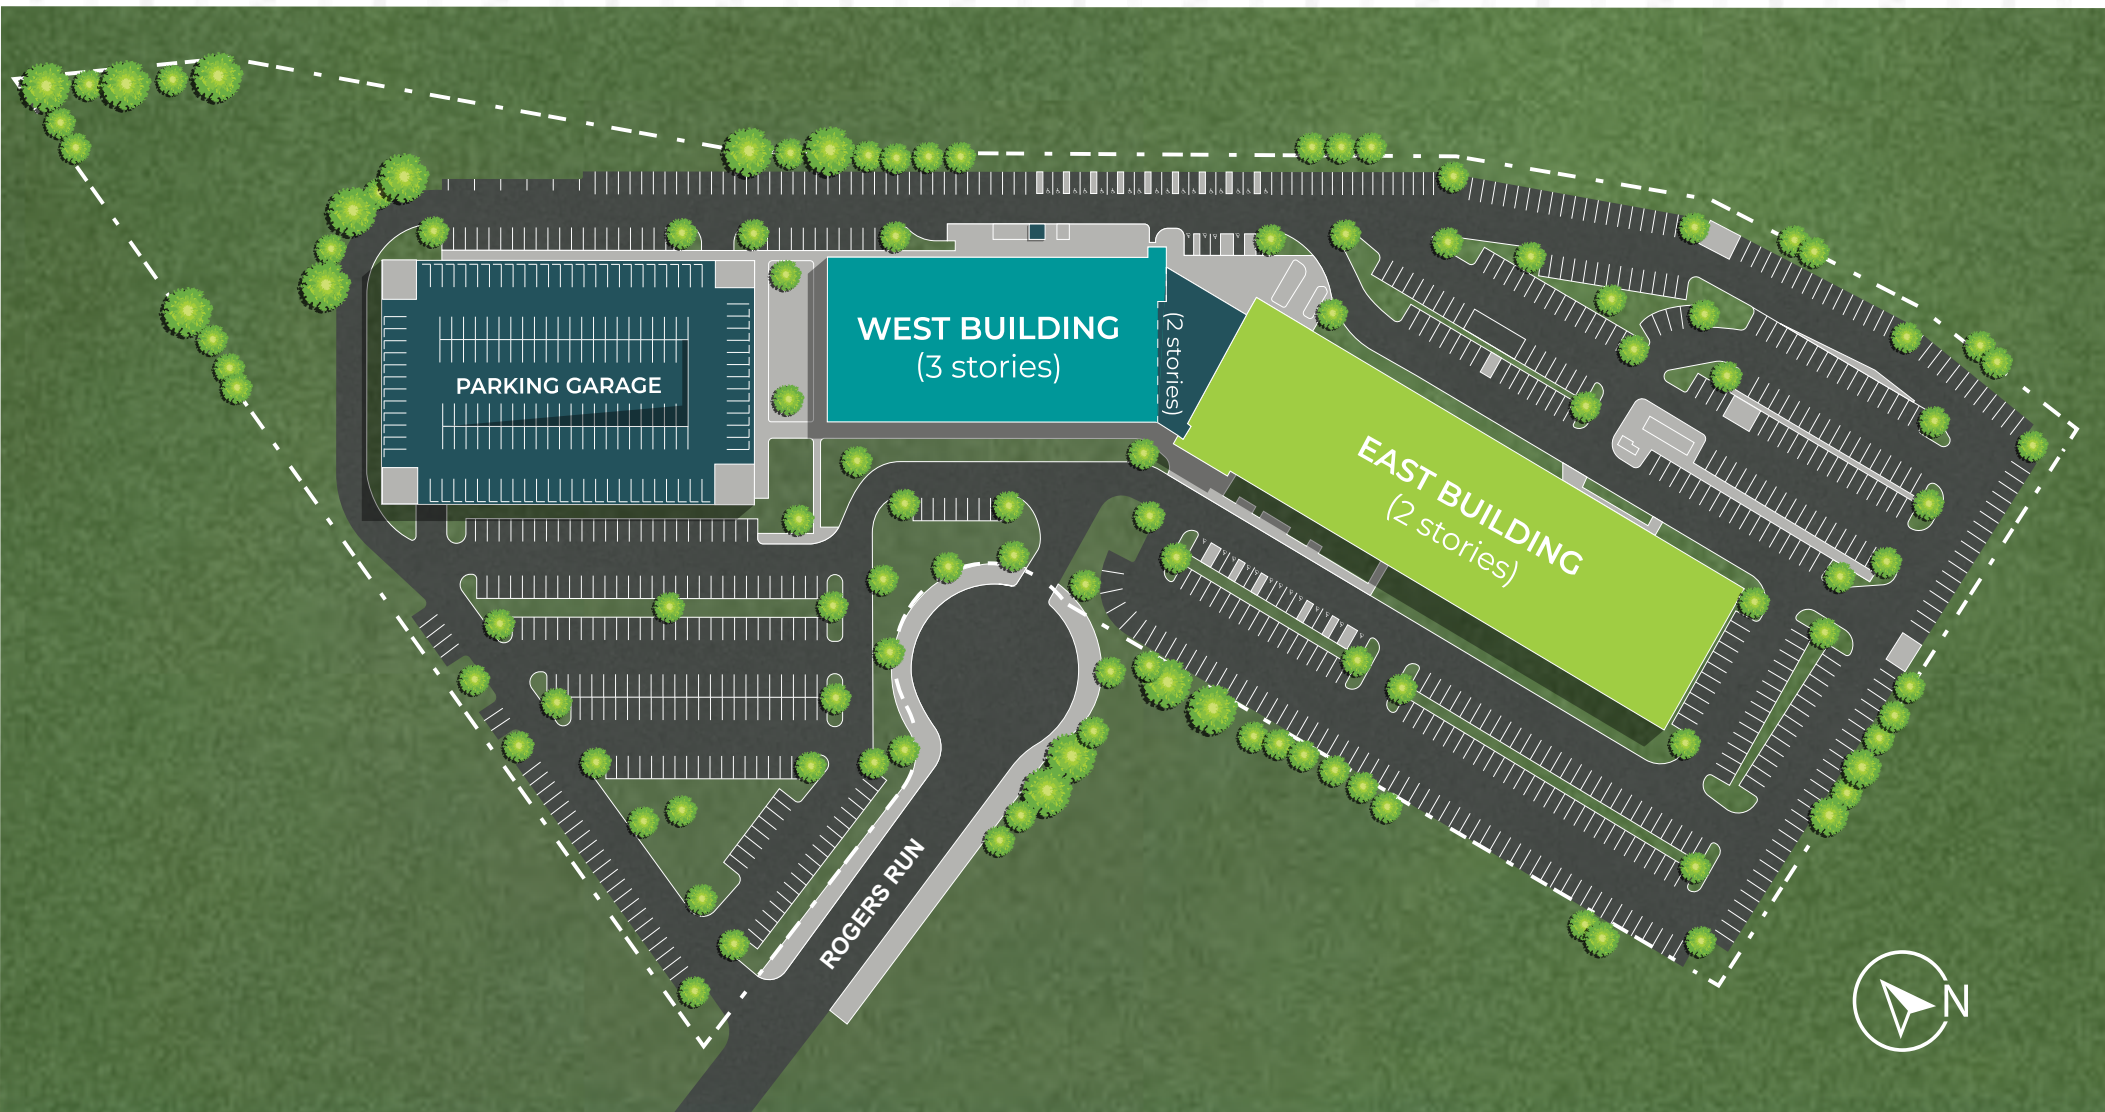 WEST BUILDING
(3 stories)
(2 stories)
PARKING GARAGE
EAST BUILDING
(2 stories)
ROGERS RUN
N